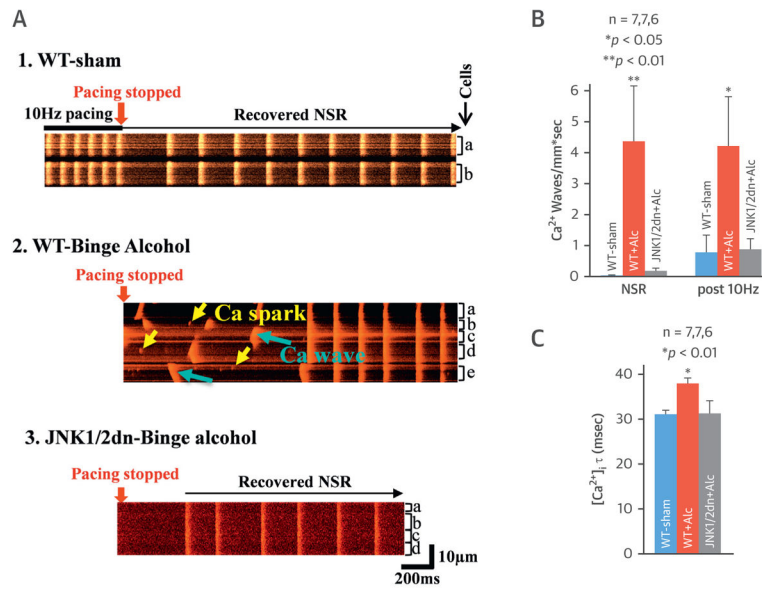 A
1. WT-sham
Pacing stopped
10Hz pacing
Recovered NSR
Cells
a
b
2. WT-Binge Alcohol
Pacing stopped
Ca spark
Ca wave
a
b
c
d
e
3. JNK1/2dn-Binge alcohol
Pacing stopped
Recovered NSR
a
b
c
d
10µm
200ms
B
n = 7,7,6
*p < 0.05
**p < 0.01
Ca2+ Waves/mm*sec
6
5
4
3
2
1
0
**
*
WT-sham
WT+Alc
JNK1/2dn+Alc
WT-sham
WT+Alc
JNK1/2dn+Alc
NSR
post 10Hz
C
n = 7,7,6
*p < 0.01
[Ca2+]i τ (msec)
40
30
20
10
0
*
WT-sham
WT+Alc
JNK1/2dn+Alc